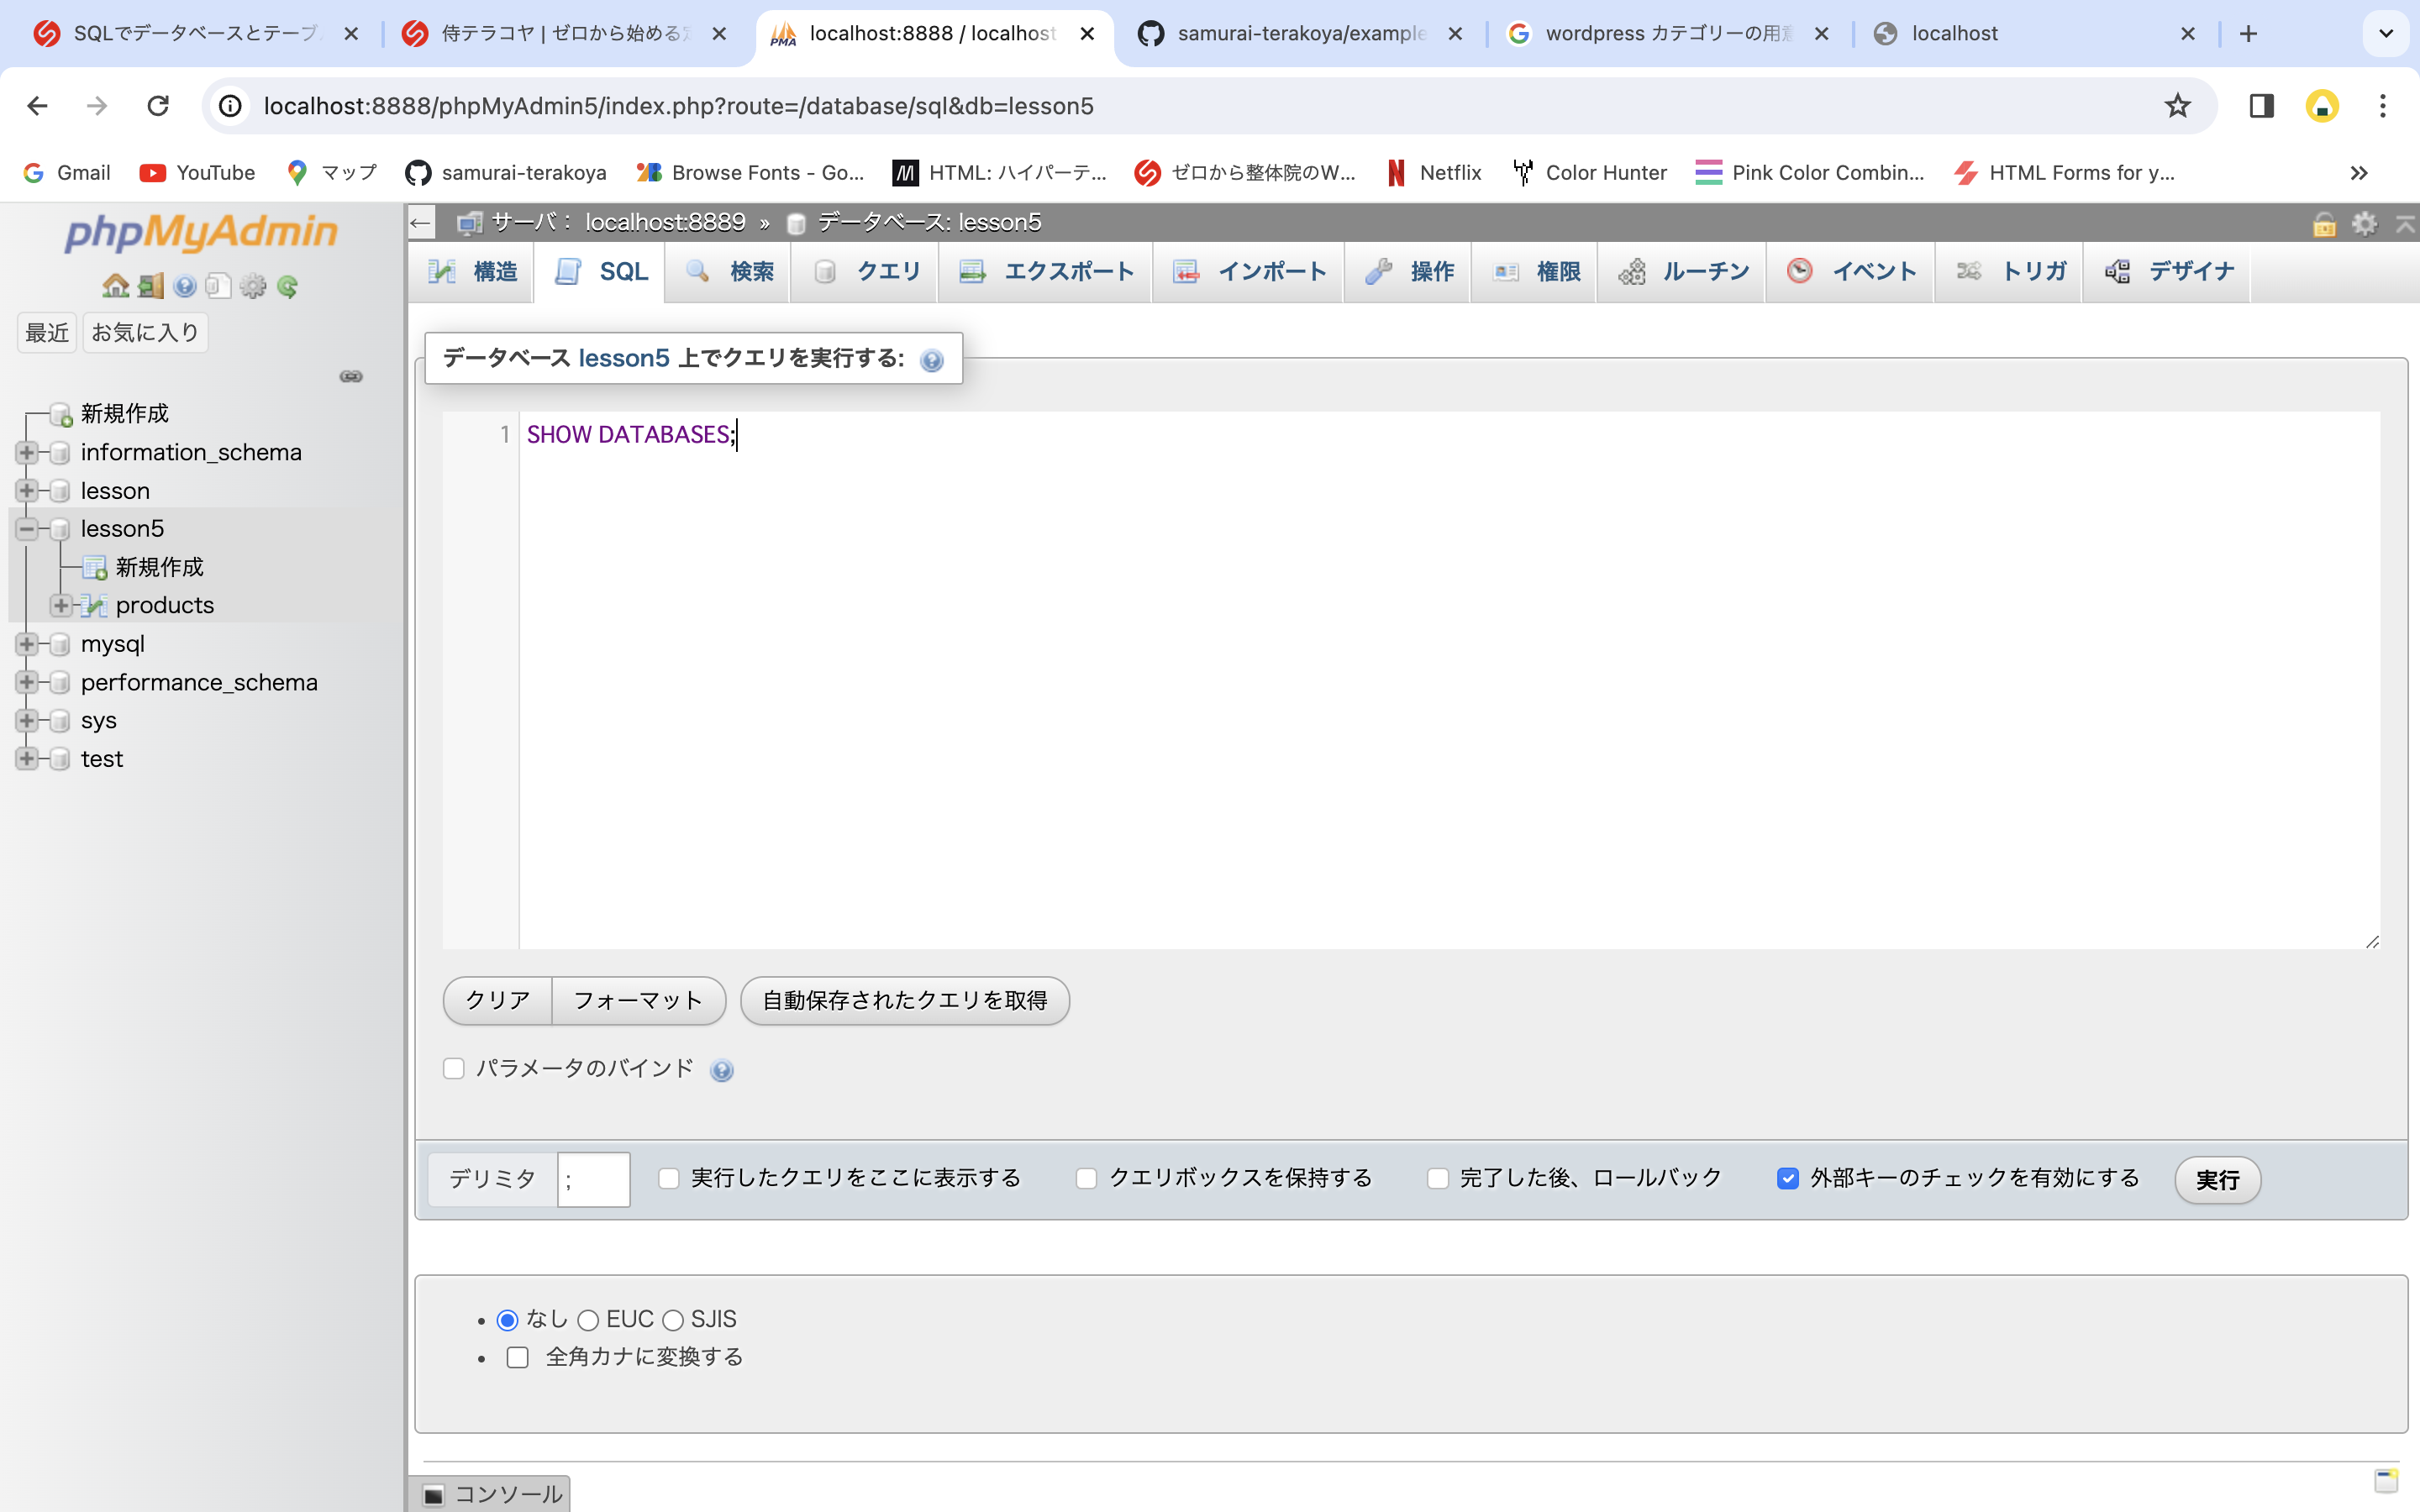 SQLでデータベースとテーブ
侍テラコヤ | ゼロから始める
localhost:8888 / localhost
samurai-terakoya/example
wordpress カテゴリーの用意
localhost
localhost:8888/phpMyAdmin5/index.php?route=/database/sql&db=lesson5
Gmail
YouTube
マップ
samurai-terakoya
Browse Fonts - Go...
HTML: ハイパーテ...
ゼロから整体院のW...
Netflix
Color Hunter
Pink Color Combin...
HTML Forms for y...
phpMyAdmin
最近
お気に入り
新規作成
information_schema
lesson
lesson5
新規作成
products
mysql
performance_schema
sys
test
サーバ： localhost:8889 » データベース: lesson5
構造
SQL
検索
クエリ
エクスポート
インポート
操作
権限
ルーチン
イベント
トリガ
デザイナ
データベース lesson5 上でクエリを実行する:
1 SHOW DATABASES;
クリア
フォーマット
自動保存されたクエリを取得
パラメータのバインド
デリミタ ;
実行したクエリをここに表示する
クエリボックスを保持する
完了した後、ロールバック
外部キーのチェックを有効にする
実行
なし EUC SJIS
全角カナに変換する
コンソール